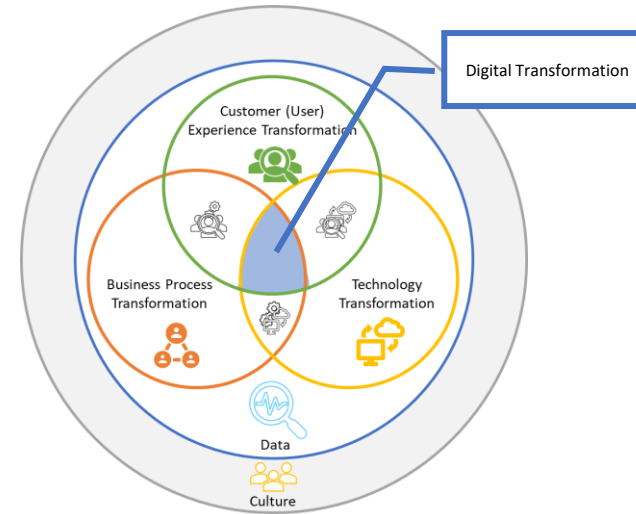 Digital Transformation
Customer (User)
Experience Transformation
Business Process
Transformation
Technology
Transformation
Data
Culture